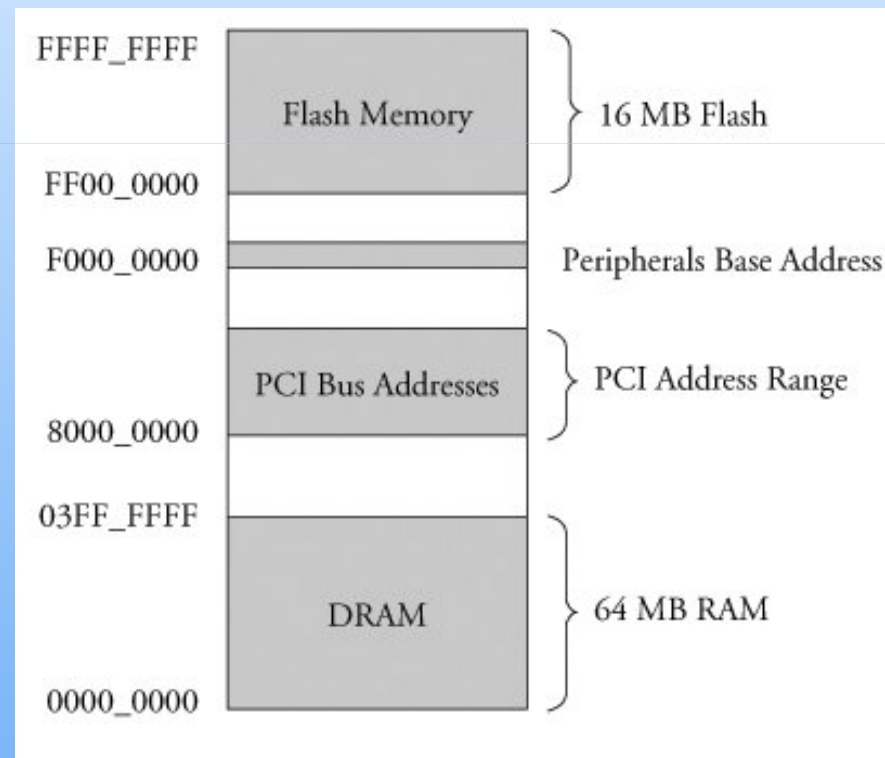 FFFF_FFFF
Flash Memory
16 MB Flash
FF00_0000
F000_0000
Peripherals Base Address
PCI Bus Addresses
PCI Address Range
8000_0000
03FF_FFFF
DRAM
64 MB RAM
0000_0000